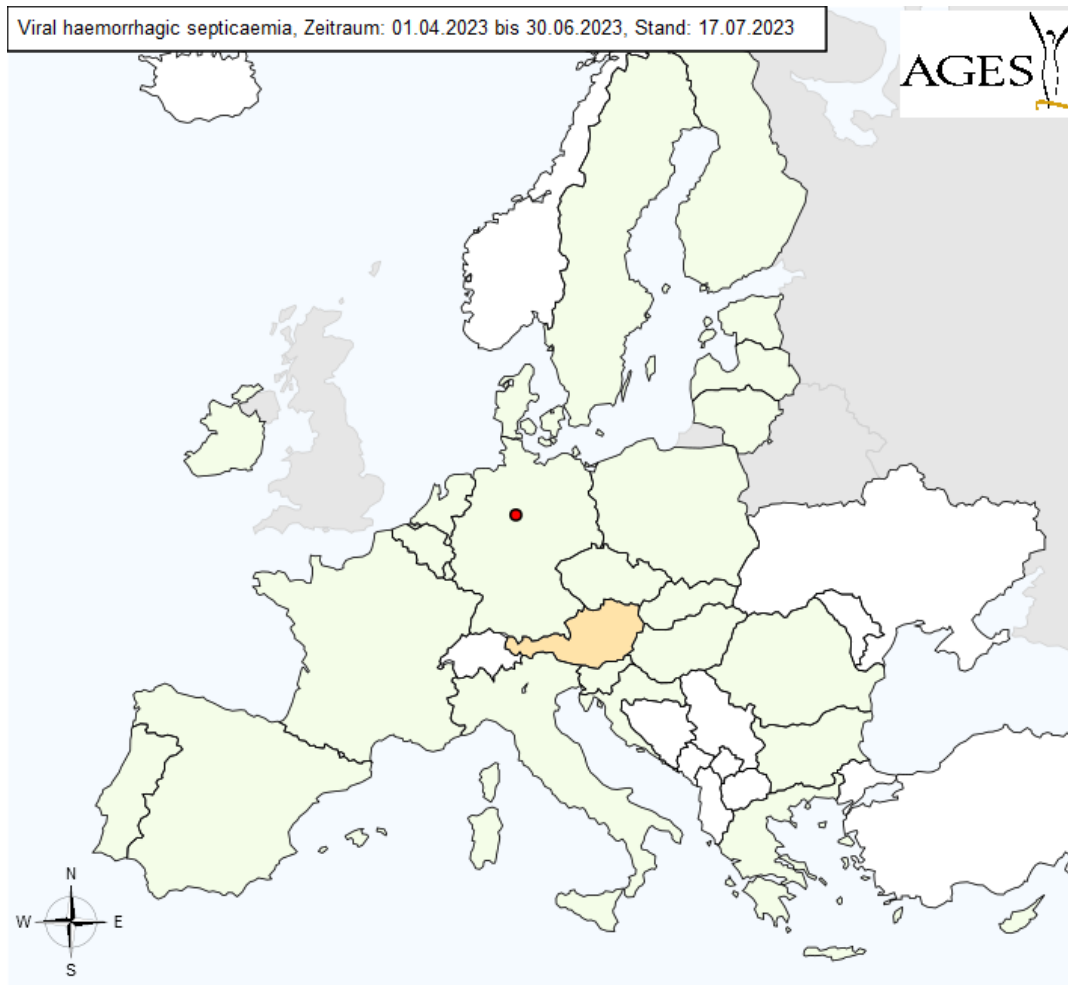 Viral haemorrhagic septicaemia, Zeitraum: 01.04.2023 bis 30.06.2023, Stand: 17.07.2023
AGES
N
W E
S